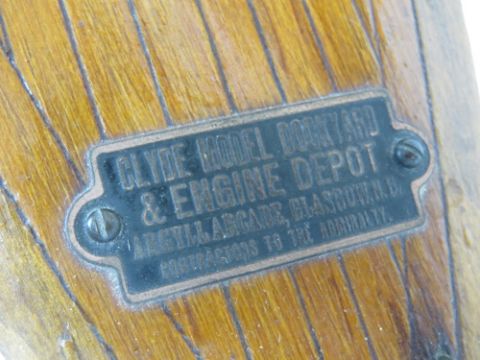 CLYDE MODEL DOCKYARD
& ENGINE DEPOT
ARGYLL ARCADE, GLASGOW, N.B.
CONTRACTORS TO THE ADMIRALTY.